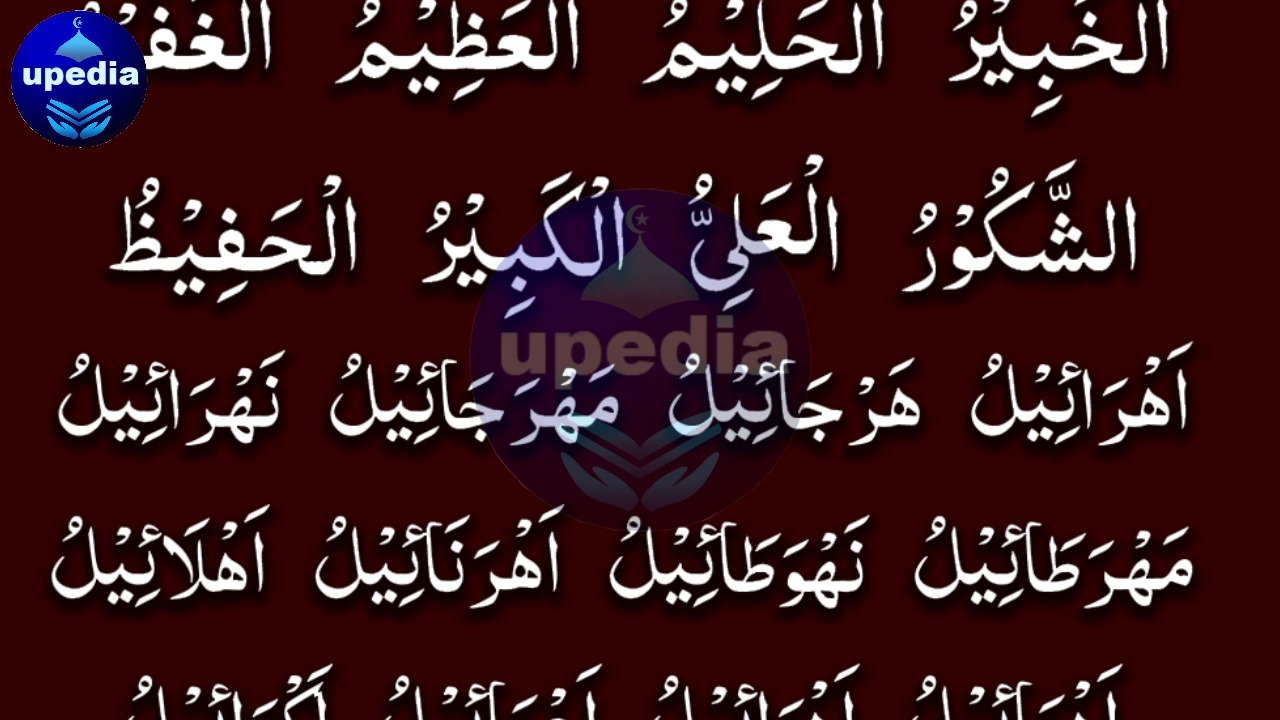 upedia
الْخَبِيْرُ الْحَلِيْمُ الْعَظِيْمُ
الشَّكُوْرُ الْعَلِيُّ الْكَبِيْرُ الْحَفِيْظُ
upedia
اَهْرَائِيْلُ هَرْجَائِيْلُ مَهْرَجَائِيْلُ نَهْرَائِيْلُ
مَهْرَطَائِيْلُ نَهْوَطَائِيْلُ اَهْرَنَائِيْلُ اَهْلَائِيْلُ